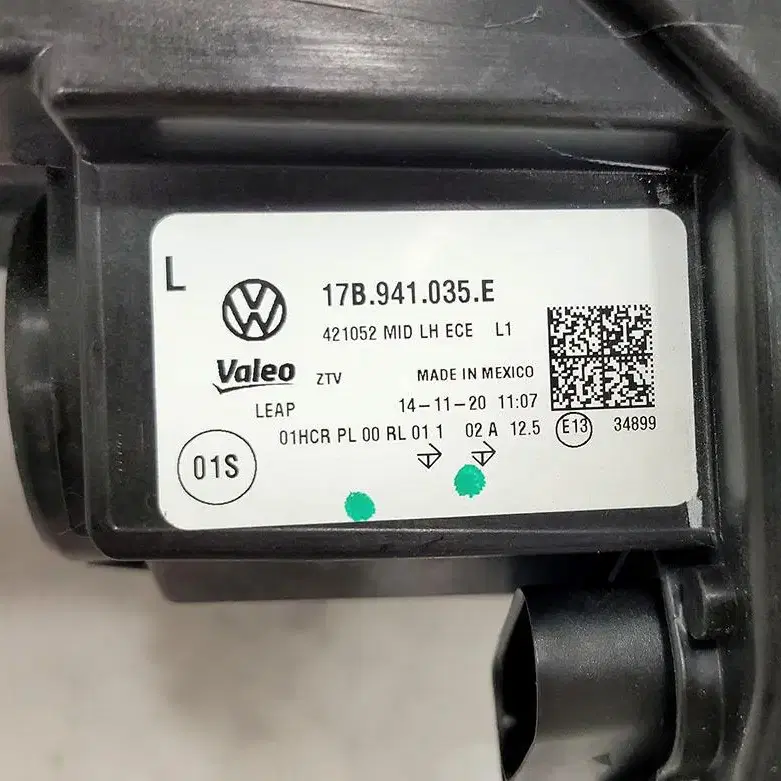 L
17B.941.035.E
421052 MID LH ECE L1
Valeo ZTV MADE IN MEXICO
LEAP 14-11-20 11:07
01HCR PL 00 RL 01 1 02 A 12.5 E13 34899
01S